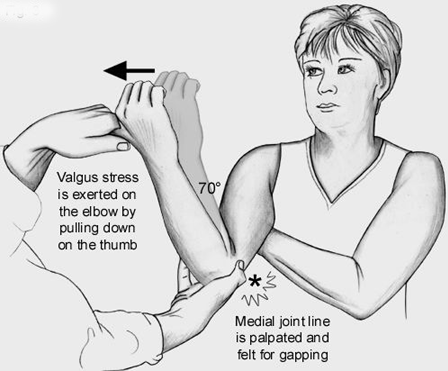 70°
Valgus stress
is exerted on
the elbow by
pulling down
on the thumb
*
Medial joint line
is palpated and
felt for gapping